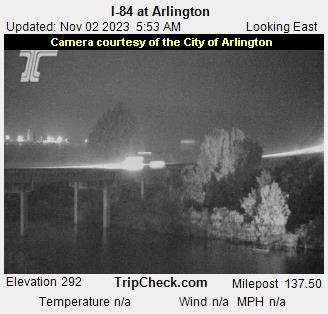 I-84 at Arlington
Updated: Nov 02 2023 5:53 AM Looking East
Camera courtesy of the City of Arlington
Elevation 292 TripCheck.com Milepost 137.50
Temperature n/a Wind n/a MPH n/a